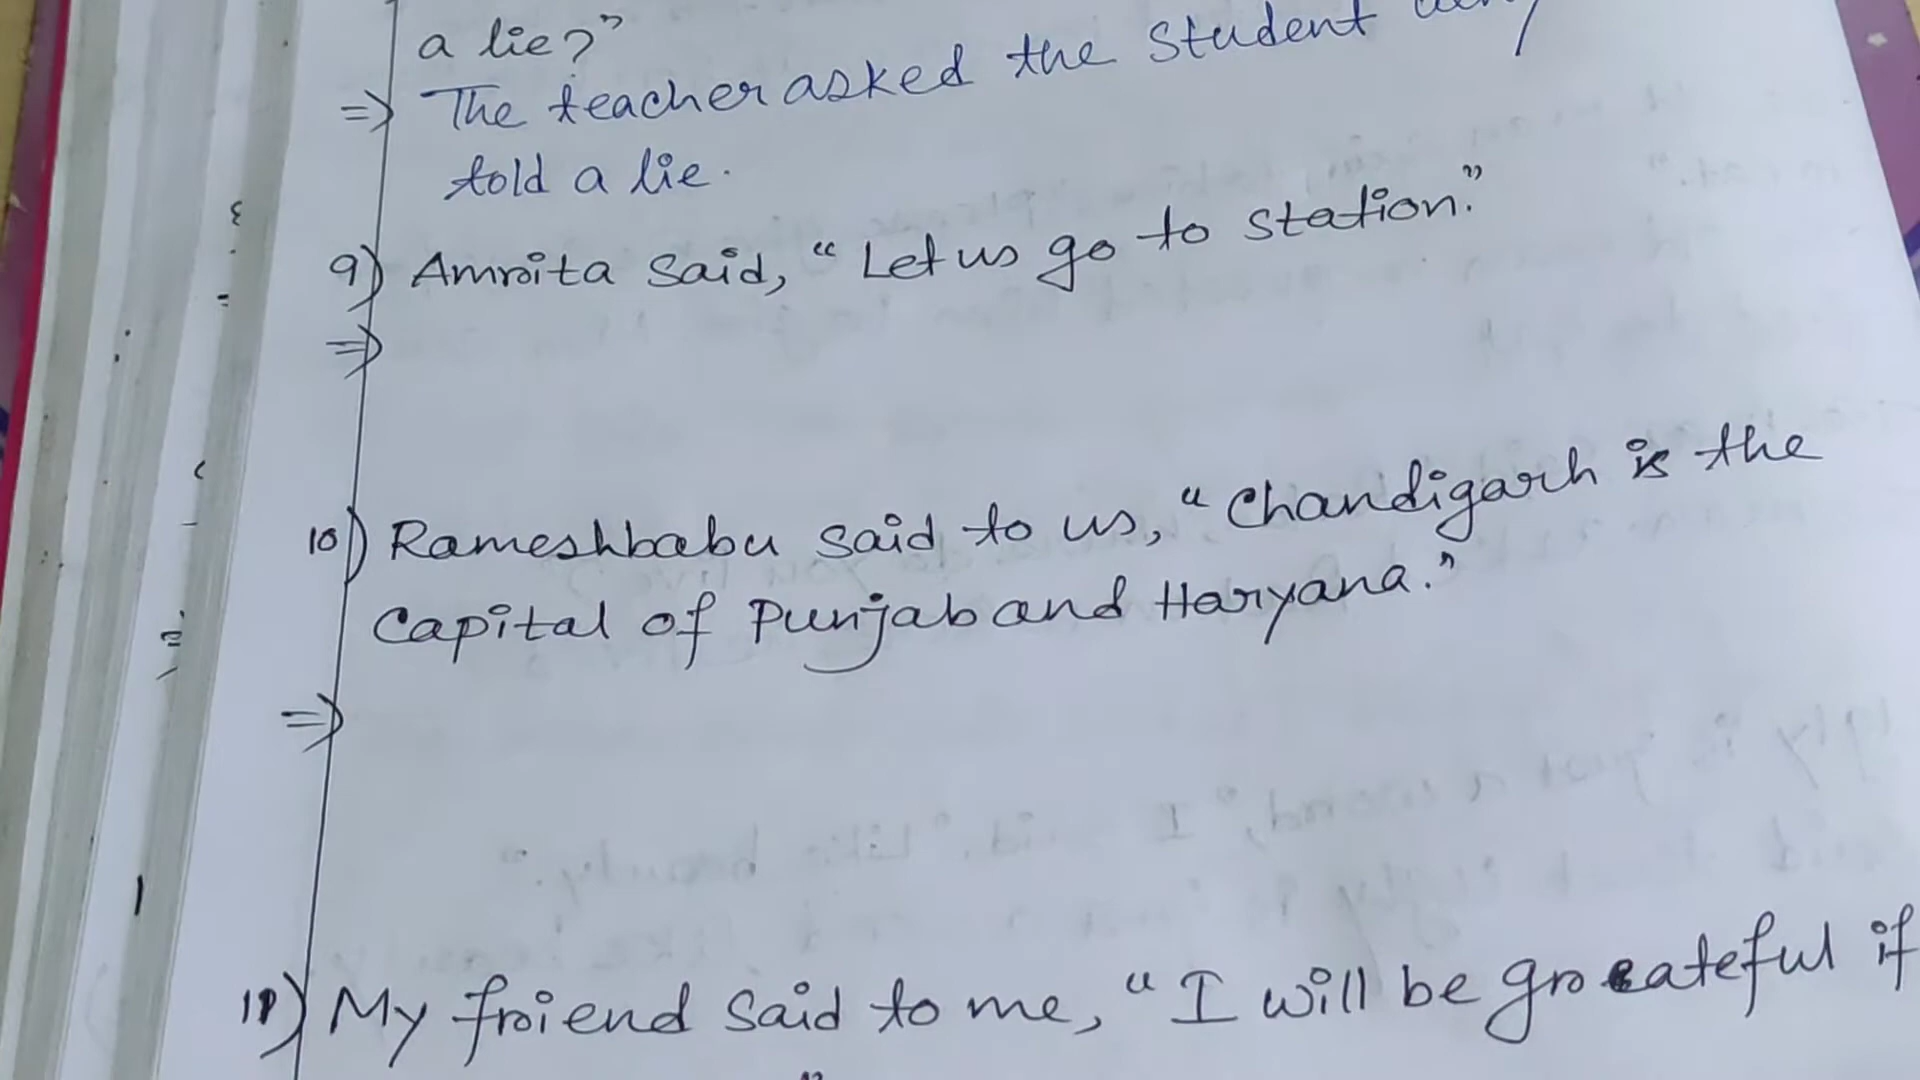 a lie?"
=> The teacher asked the student
told a lie.
9) Amrita said, "Let us go to station."
=>
10) Rameshbabu said to us, "Chandigarh is the
Capital of Punjab and Haryana."
=>
11) My friend said to me, "I will be grateful if